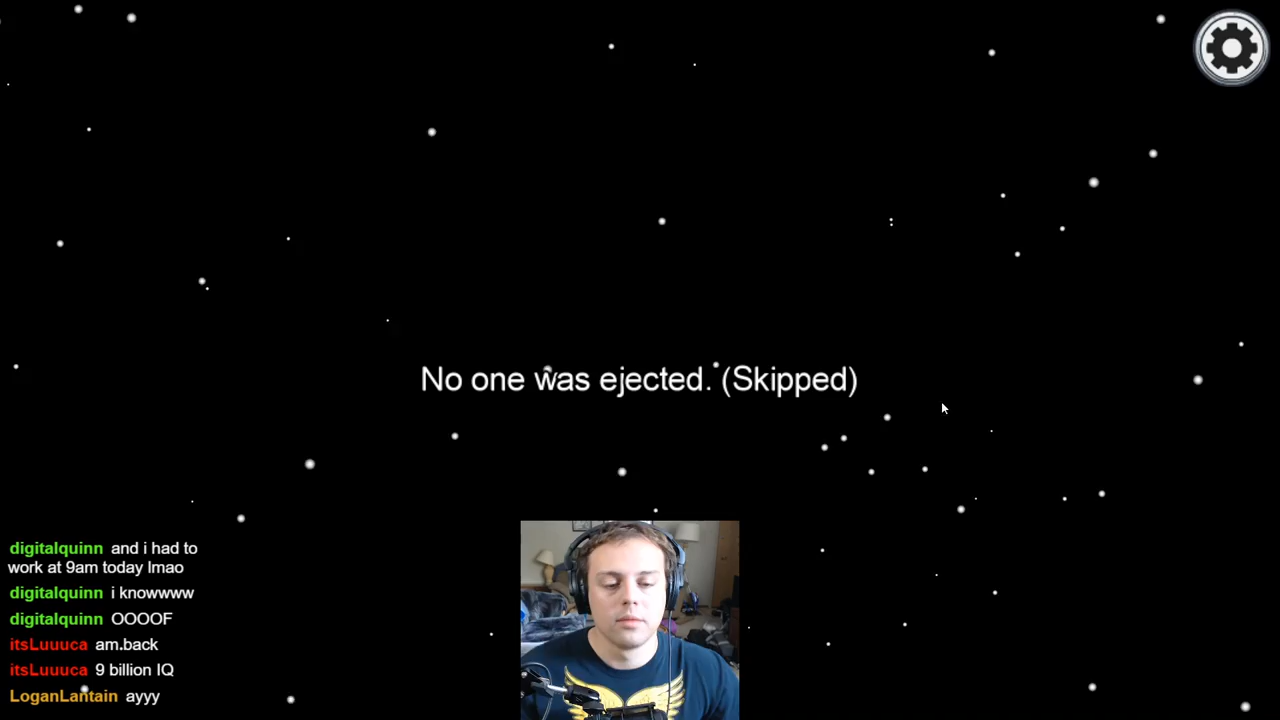 No one was ejected. (Skipped)
digitalquinn and i had to
work at 9am today lmao
digitalquinn i knowwww
digitalquinn OOOOF
itsLuuuca am.back
itsLuuuca 9 billion IQ
LoganLantain ayyy